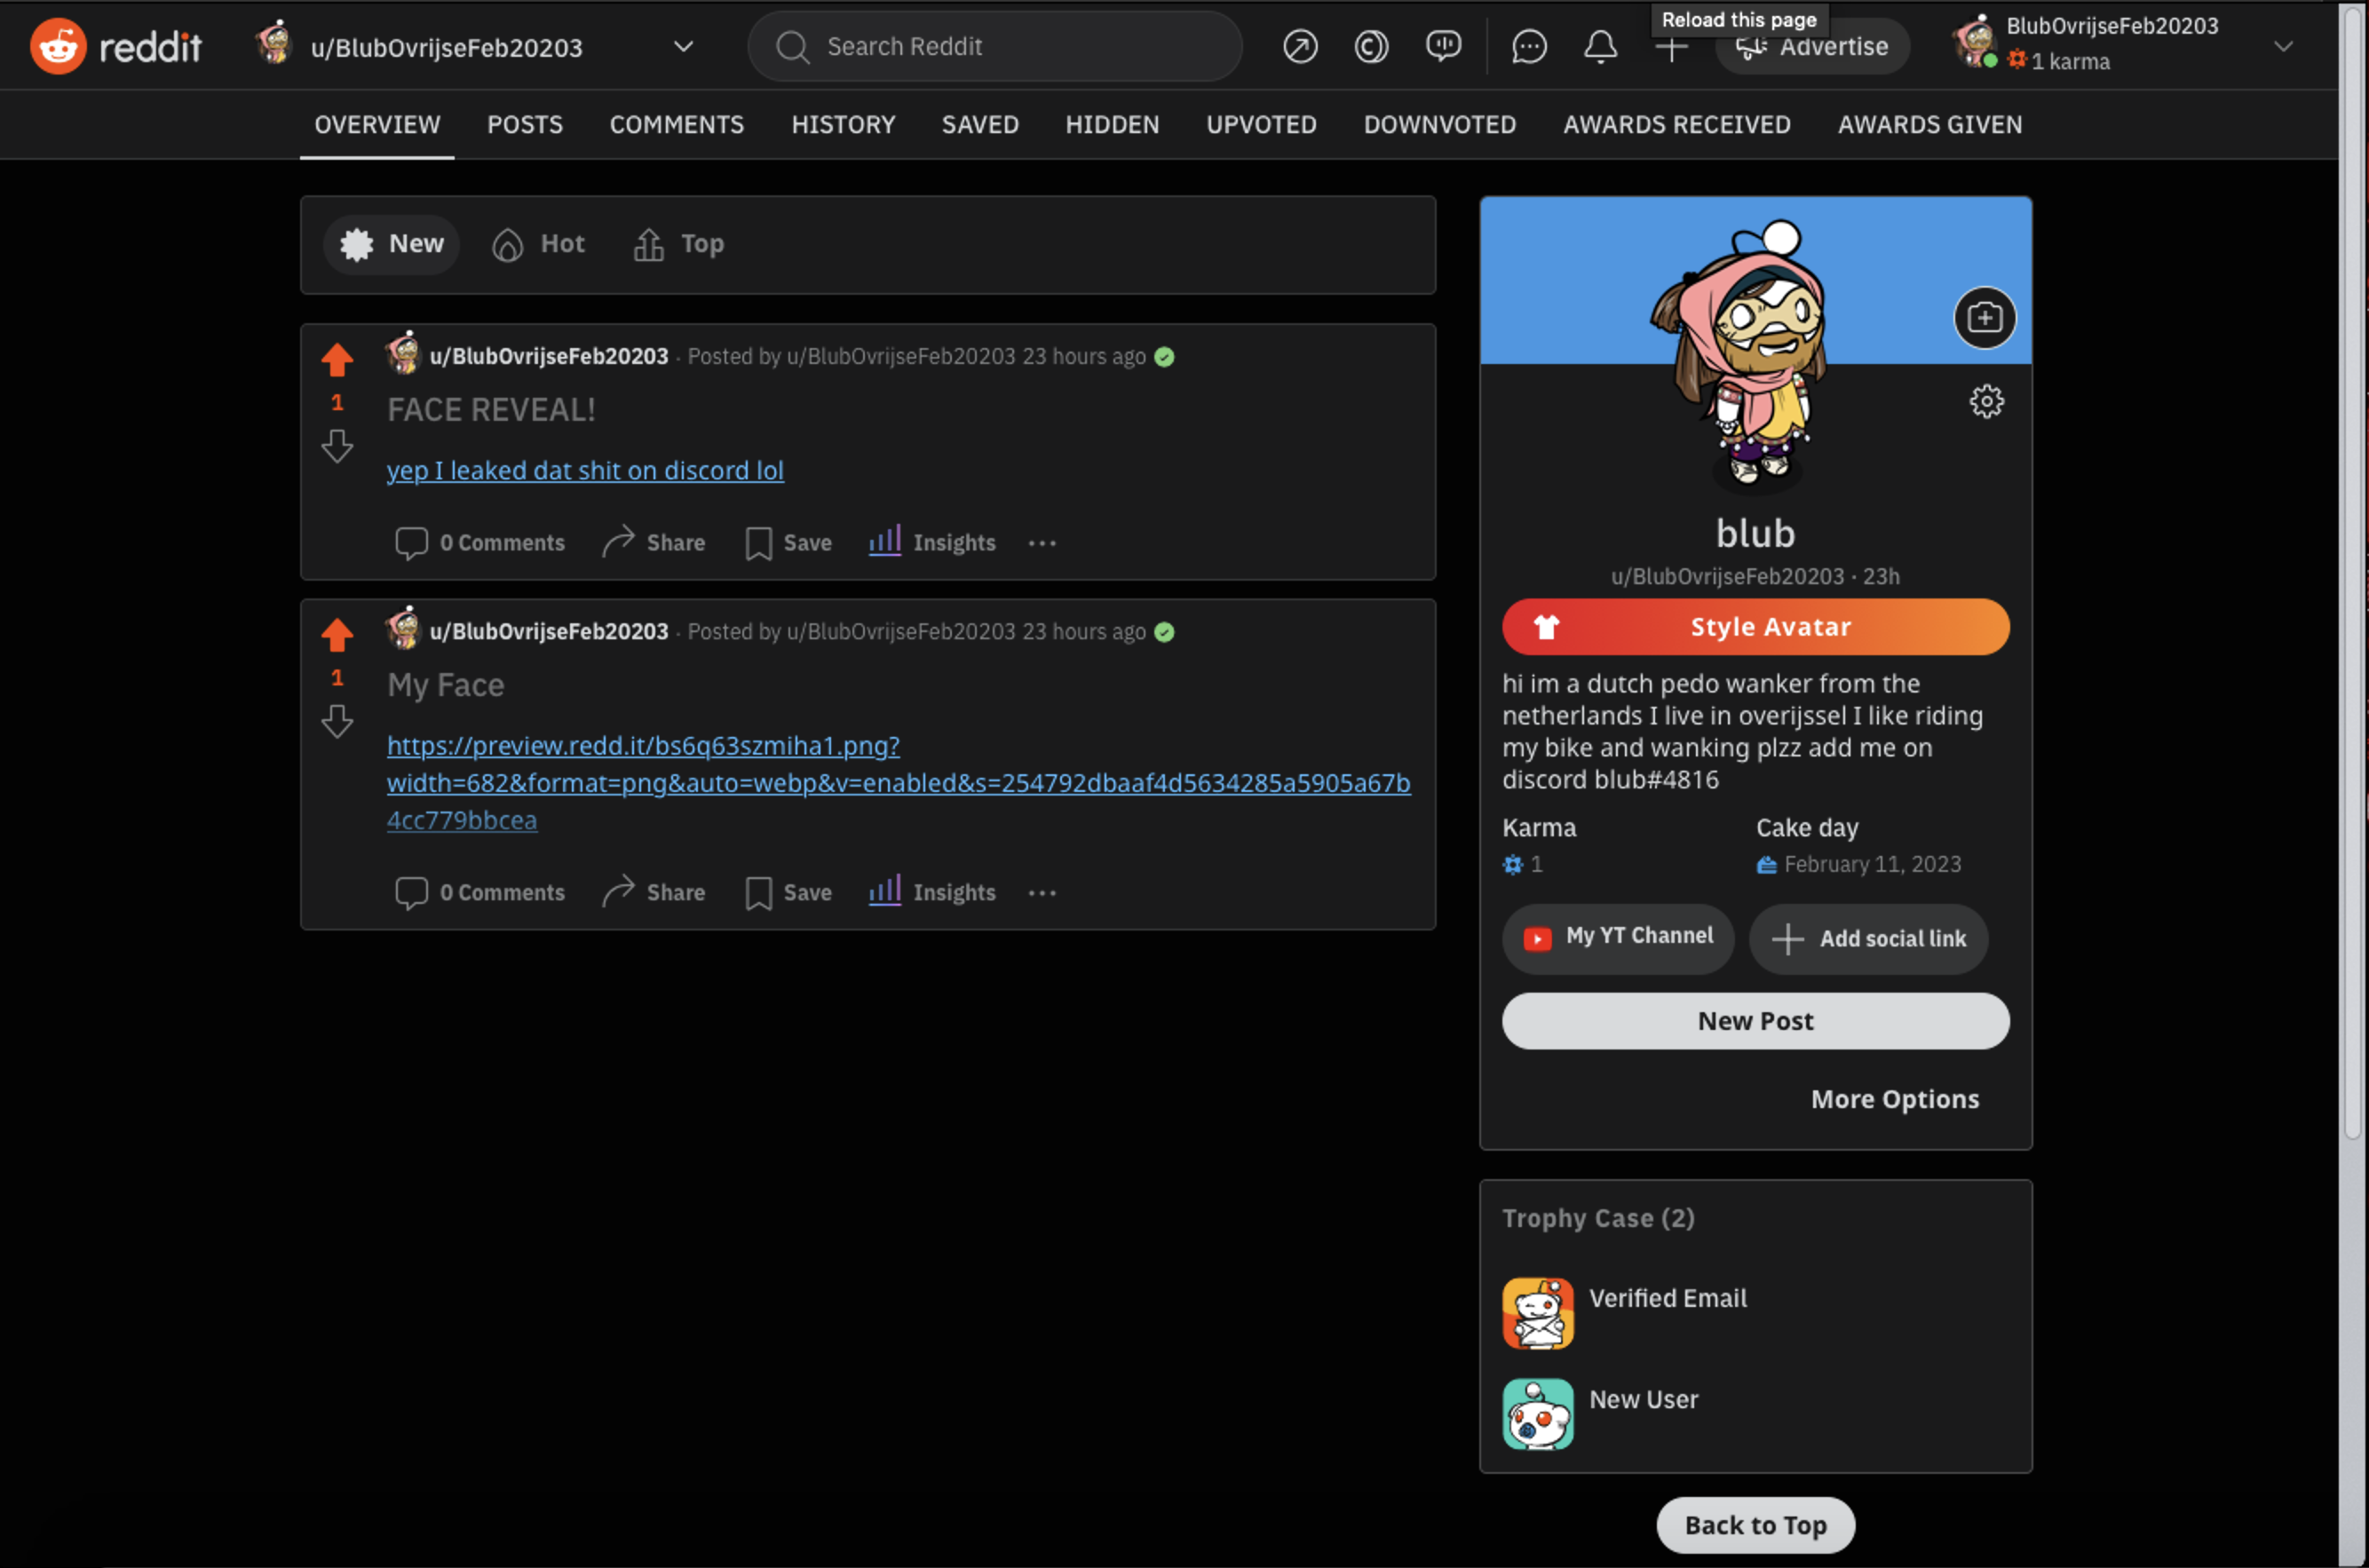 Reload this page
reddit
u/BlubOvrijseFeb20203
Search Reddit
Advertise
BlubOvrijseFeb20203
1 karma
OVERVIEW POSTS COMMENTS HISTORY SAVED HIDDEN UPVOTED DOWNVOTED AWARDS RECEIVED AWARDS GIVEN
New Hot Top
1
u/BlubOvrijseFeb20203 · Posted by u/BlubOvrijseFeb20203 23 hours ago
FACE REVEAL!
yep I leaked dat shit on discord lol
0 Comments Share Save Insights
1
u/BlubOvrijseFeb20203 · Posted by u/BlubOvrijseFeb20203 23 hours ago
My Face
https://preview.redd.it/bs6q63szmiha1.png?
width=682&format=png&auto=webp&v=enabled&s=254792dbaaf4d5634285a5905a67b
4cc779bbcea
0 Comments Share Save Insights
blub
u/BlubOvrijseFeb20203 · 23h
Style Avatar
hi im a dutch pedo wanker from the
netherlands I live in overijssel I like riding
my bike and wanking plzz add me on
discord blub#4816
Karma Cake day
1 February 11, 2023
My YT Channel Add social link
New Post
More Options
Trophy Case (2)
Verified Email
New User
Back to Top